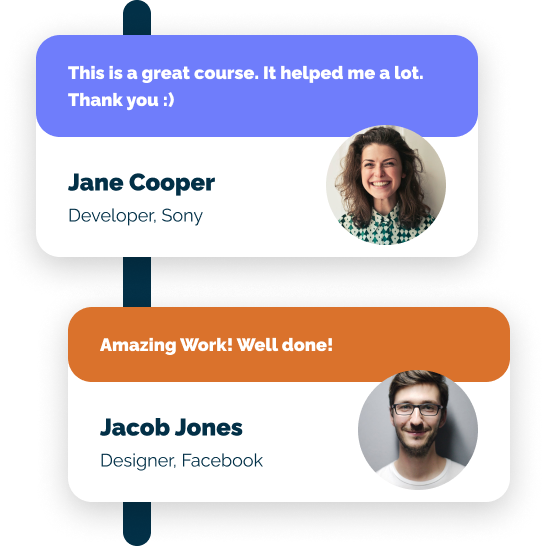 This is a great course. It helped me a lot.
Thank you :)
Jane Cooper
Developer, Sony
Amazing Work! Well done!
Jacob Jones
Designer, Facebook